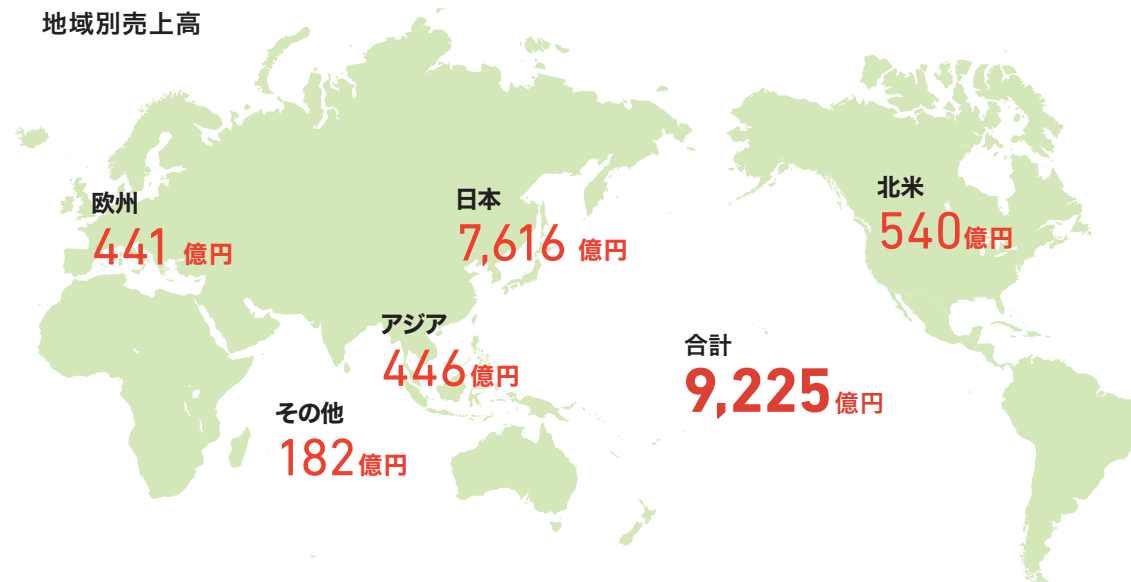 地域別売上高
欧州
441 億円
日本
7,616 億円
北米
540億円
アジア
446億円
合計
9,225億円
その他
182億円